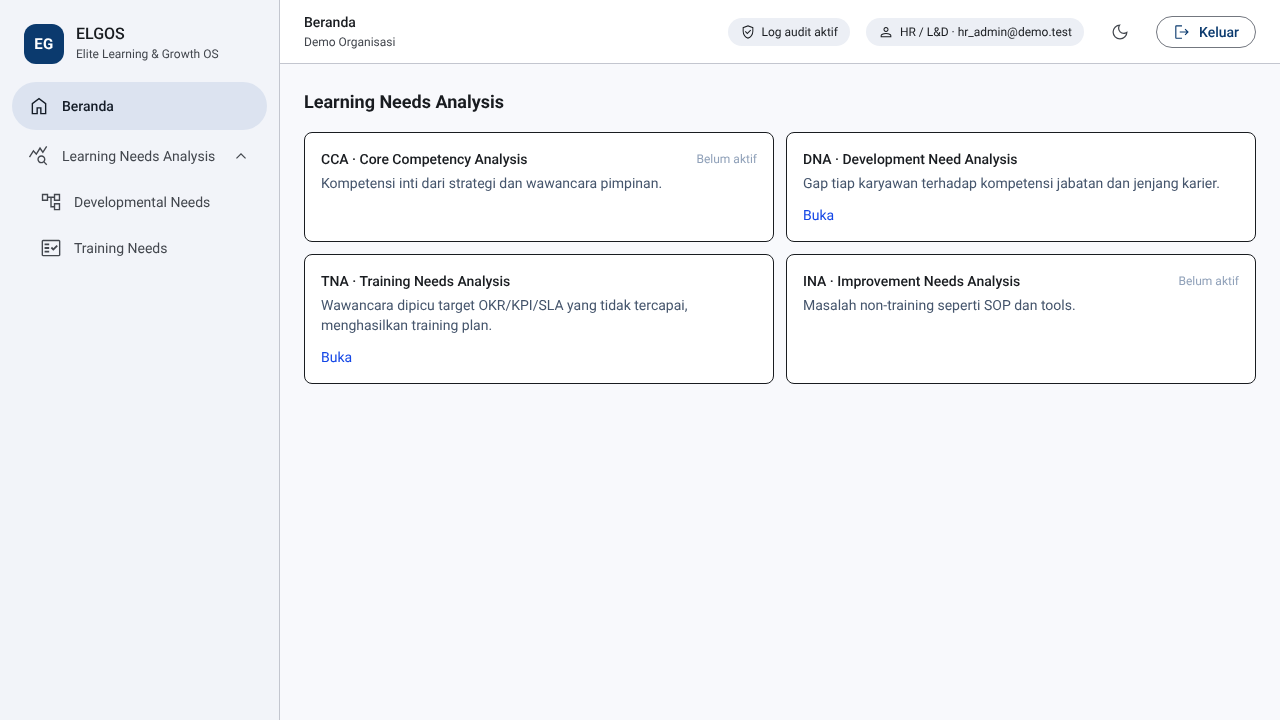 EG
ELGOS
Elite Learning & Growth OS
Beranda
Learning Needs Analysis
Developmental Needs
Training Needs
Beranda
Demo Organisasi
Log audit aktif
HR / L&D · hr_admin@demo.test
Keluar
Learning Needs Analysis
CCA · Core Competency Analysis
Belum aktif
Kompetensi inti dari strategi dan wawancara pimpinan.
DNA · Development Need Analysis
Gap tiap karyawan terhadap kompetensi jabatan dan jenjang karier.
Buka
TNA · Training Needs Analysis
Wawancara dipicu target OKR/KPI/SLA yang tidak tercapai,
menghasilkan training plan.
Buka
INA · Improvement Needs Analysis
Belum aktif
Masalah non-training seperti SOP dan tools.